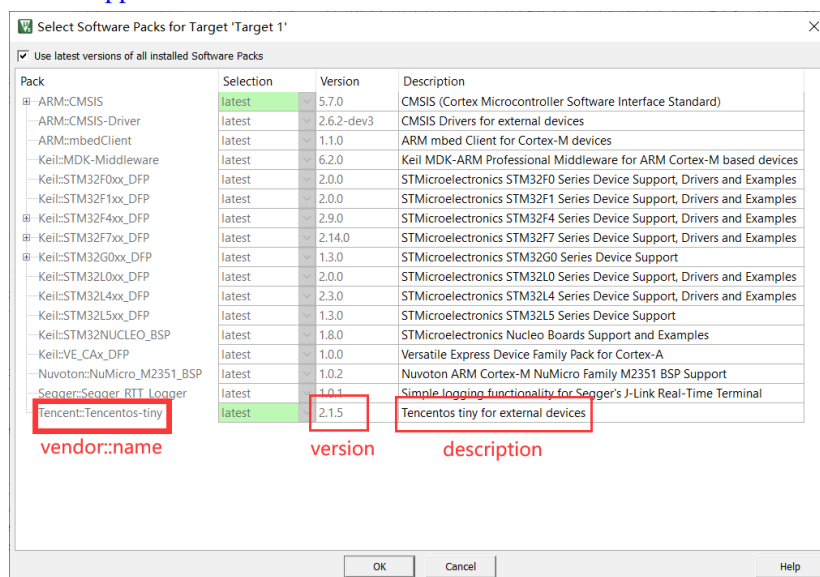 Select Software Packs for Target 'Target 1'
Use latest versions of all installed Software Packs
Pack Selection Version Description
ARM::CMSIS latest 5.7.0 CMSIS (Cortex Microcontroller Software Interface Standard)
ARM::CMSIS-Driver latest 2.6.2-dev3 CMSIS Drivers for external devices
ARM::mbedClient latest 1.1.0 ARM mbed Client for Cortex-M devices
Keil::MDK-Middleware latest 6.2.0 Keil MDK-ARM Professional Middleware for ARM Cortex-M based devices
Keil::STM32F0xx_DFP latest 2.0.0 STMicroelectronics STM32F0 Series Device Support, Drivers and Examples
Keil::STM32F1xx_DFP latest 2.0.0 STMicroelectronics STM32F1 Series Device Support, Drivers and Examples
Keil::STM32F4xx_DFP latest 2.9.0 STMicroelectronics STM32F4 Series Device Support, Drivers and Examples
Keil::STM32F7xx_DFP latest 2.14.0 STMicroelectronics STM32F7 Series Device Support, Drivers and Examples
Keil::STM32G0xx_DFP latest 1.3.0 STMicroelectronics STM32G0 Series Device Support
Keil::STM32L0xx_DFP latest 2.0.0 STMicroelectronics STM32L0 Series Device Support, Drivers and Examples
Keil::STM32L4xx_DFP latest 2.3.0 STMicroelectronics STM32L4 Series Device Support, Drivers and Examples
Keil::STM32L5xx_DFP latest 1.3.0 STMicroelectronics STM32L5 Series Device Support
Keil::STM32NUCLEO_BSP latest 1.8.0 STMicroelectronics Nucleo Boards Support and Examples
Keil::VE_CAx_DFP latest 1.0.0 Versatile Express Device Family Pack for Cortex-A
Nuvoton::NuMicro_M2351_BSP latest 1.0.2 Nuvoton ARM Cortex-M NuMicro Family M2351 BSP Support
Segger::Segger_RTT_Logger latest 1.0.1 Simple logging functionality for Segger's J-Link Real-Time Terminal
Tencent::Tencentos-tiny latest 2.1.5 Tencentos tiny for external devices
vendor::name version description
OK Cancel Help